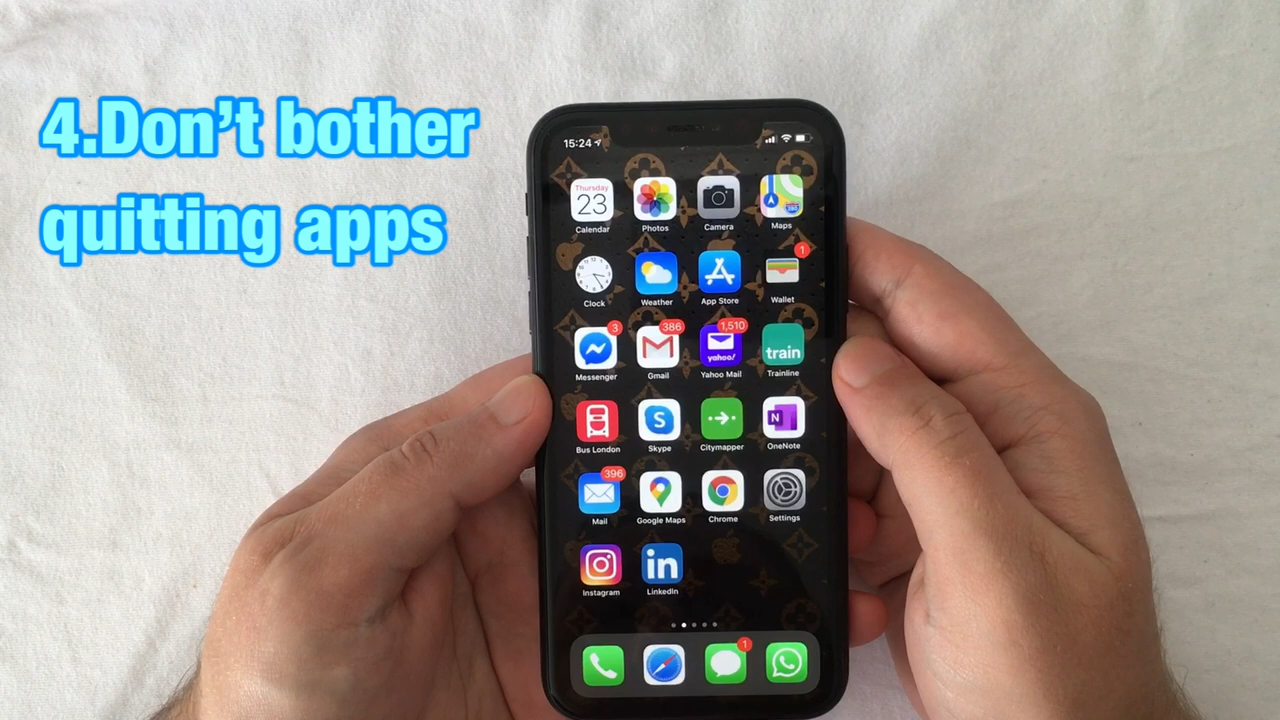 4.Don't bother
quitting apps
15:24
Thursday
23
Calendar
Photos
Camera
Maps
Clock
Weather
App Store
1
Wallet
3
Messenger
386
Gmail
1,510
yahoo!
Yahoo Mail
train
Trainline
Bus London
S
Skype
Citymapper
N
OneNote
396
Mail
Google Maps
Chrome
Settings
Instagram
in
LinkedIn
1